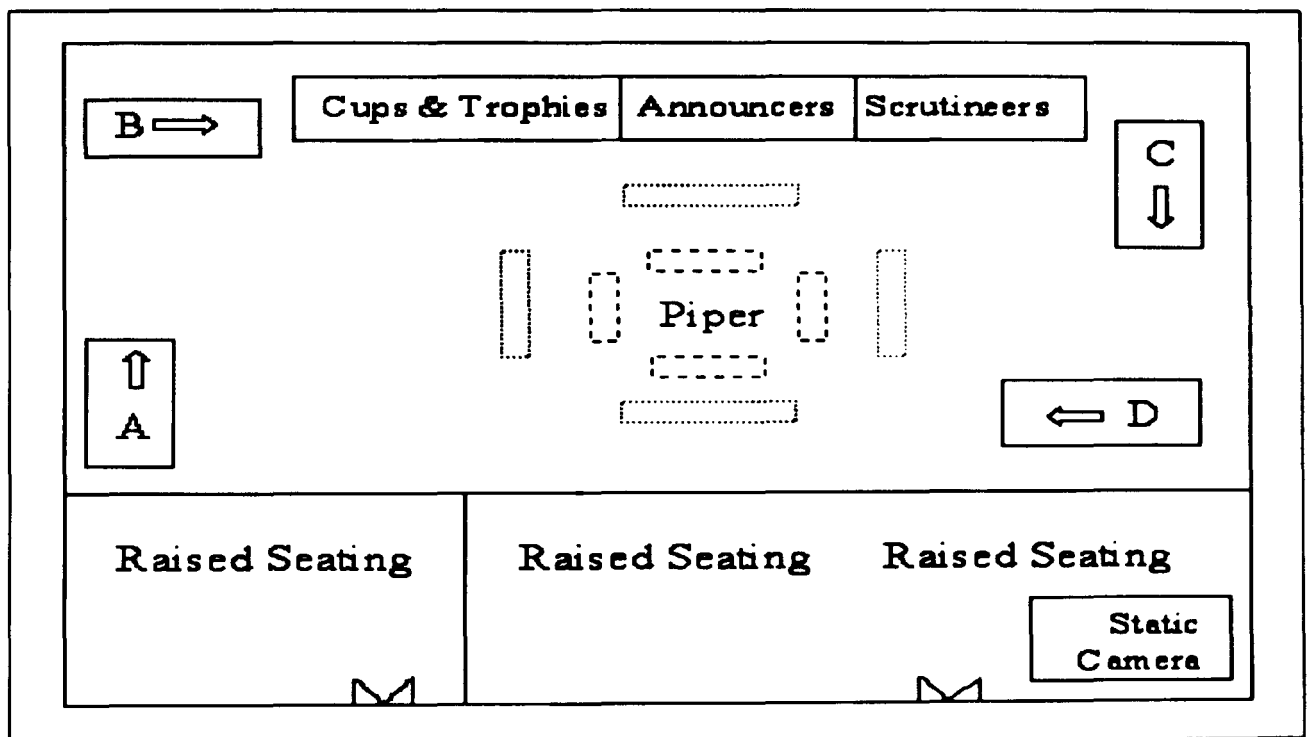 B
Cups & Trophies
Announcers
Scrutineers
C
Piper
A
D
Raised Seating
Raised Seating
Raised Seating
Static
Camera